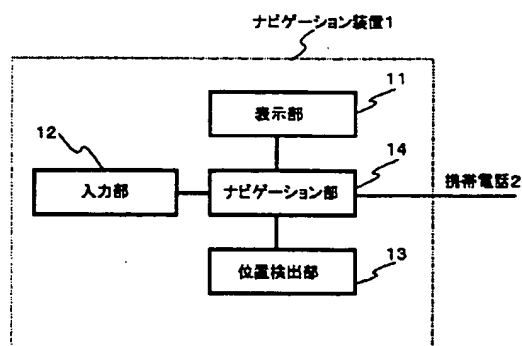 ナビゲーション装置1
11
表示部
12
14
入力部
ナビゲーション部
携帯電話2
13
位置検出部